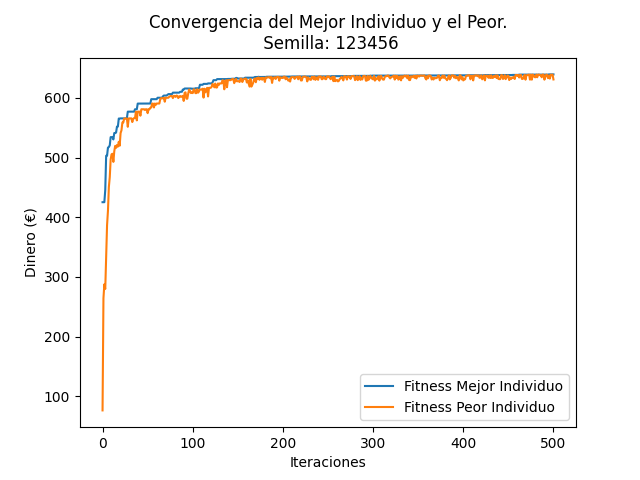 Convergencia del Mejor Individuo y el Peor.
Semilla: 123456
600
500
400
300
200
100
Dinero (€)
Fitness Mejor Individuo
Fitness Peor Individuo
0 100 200 300 400 500
Iteraciones